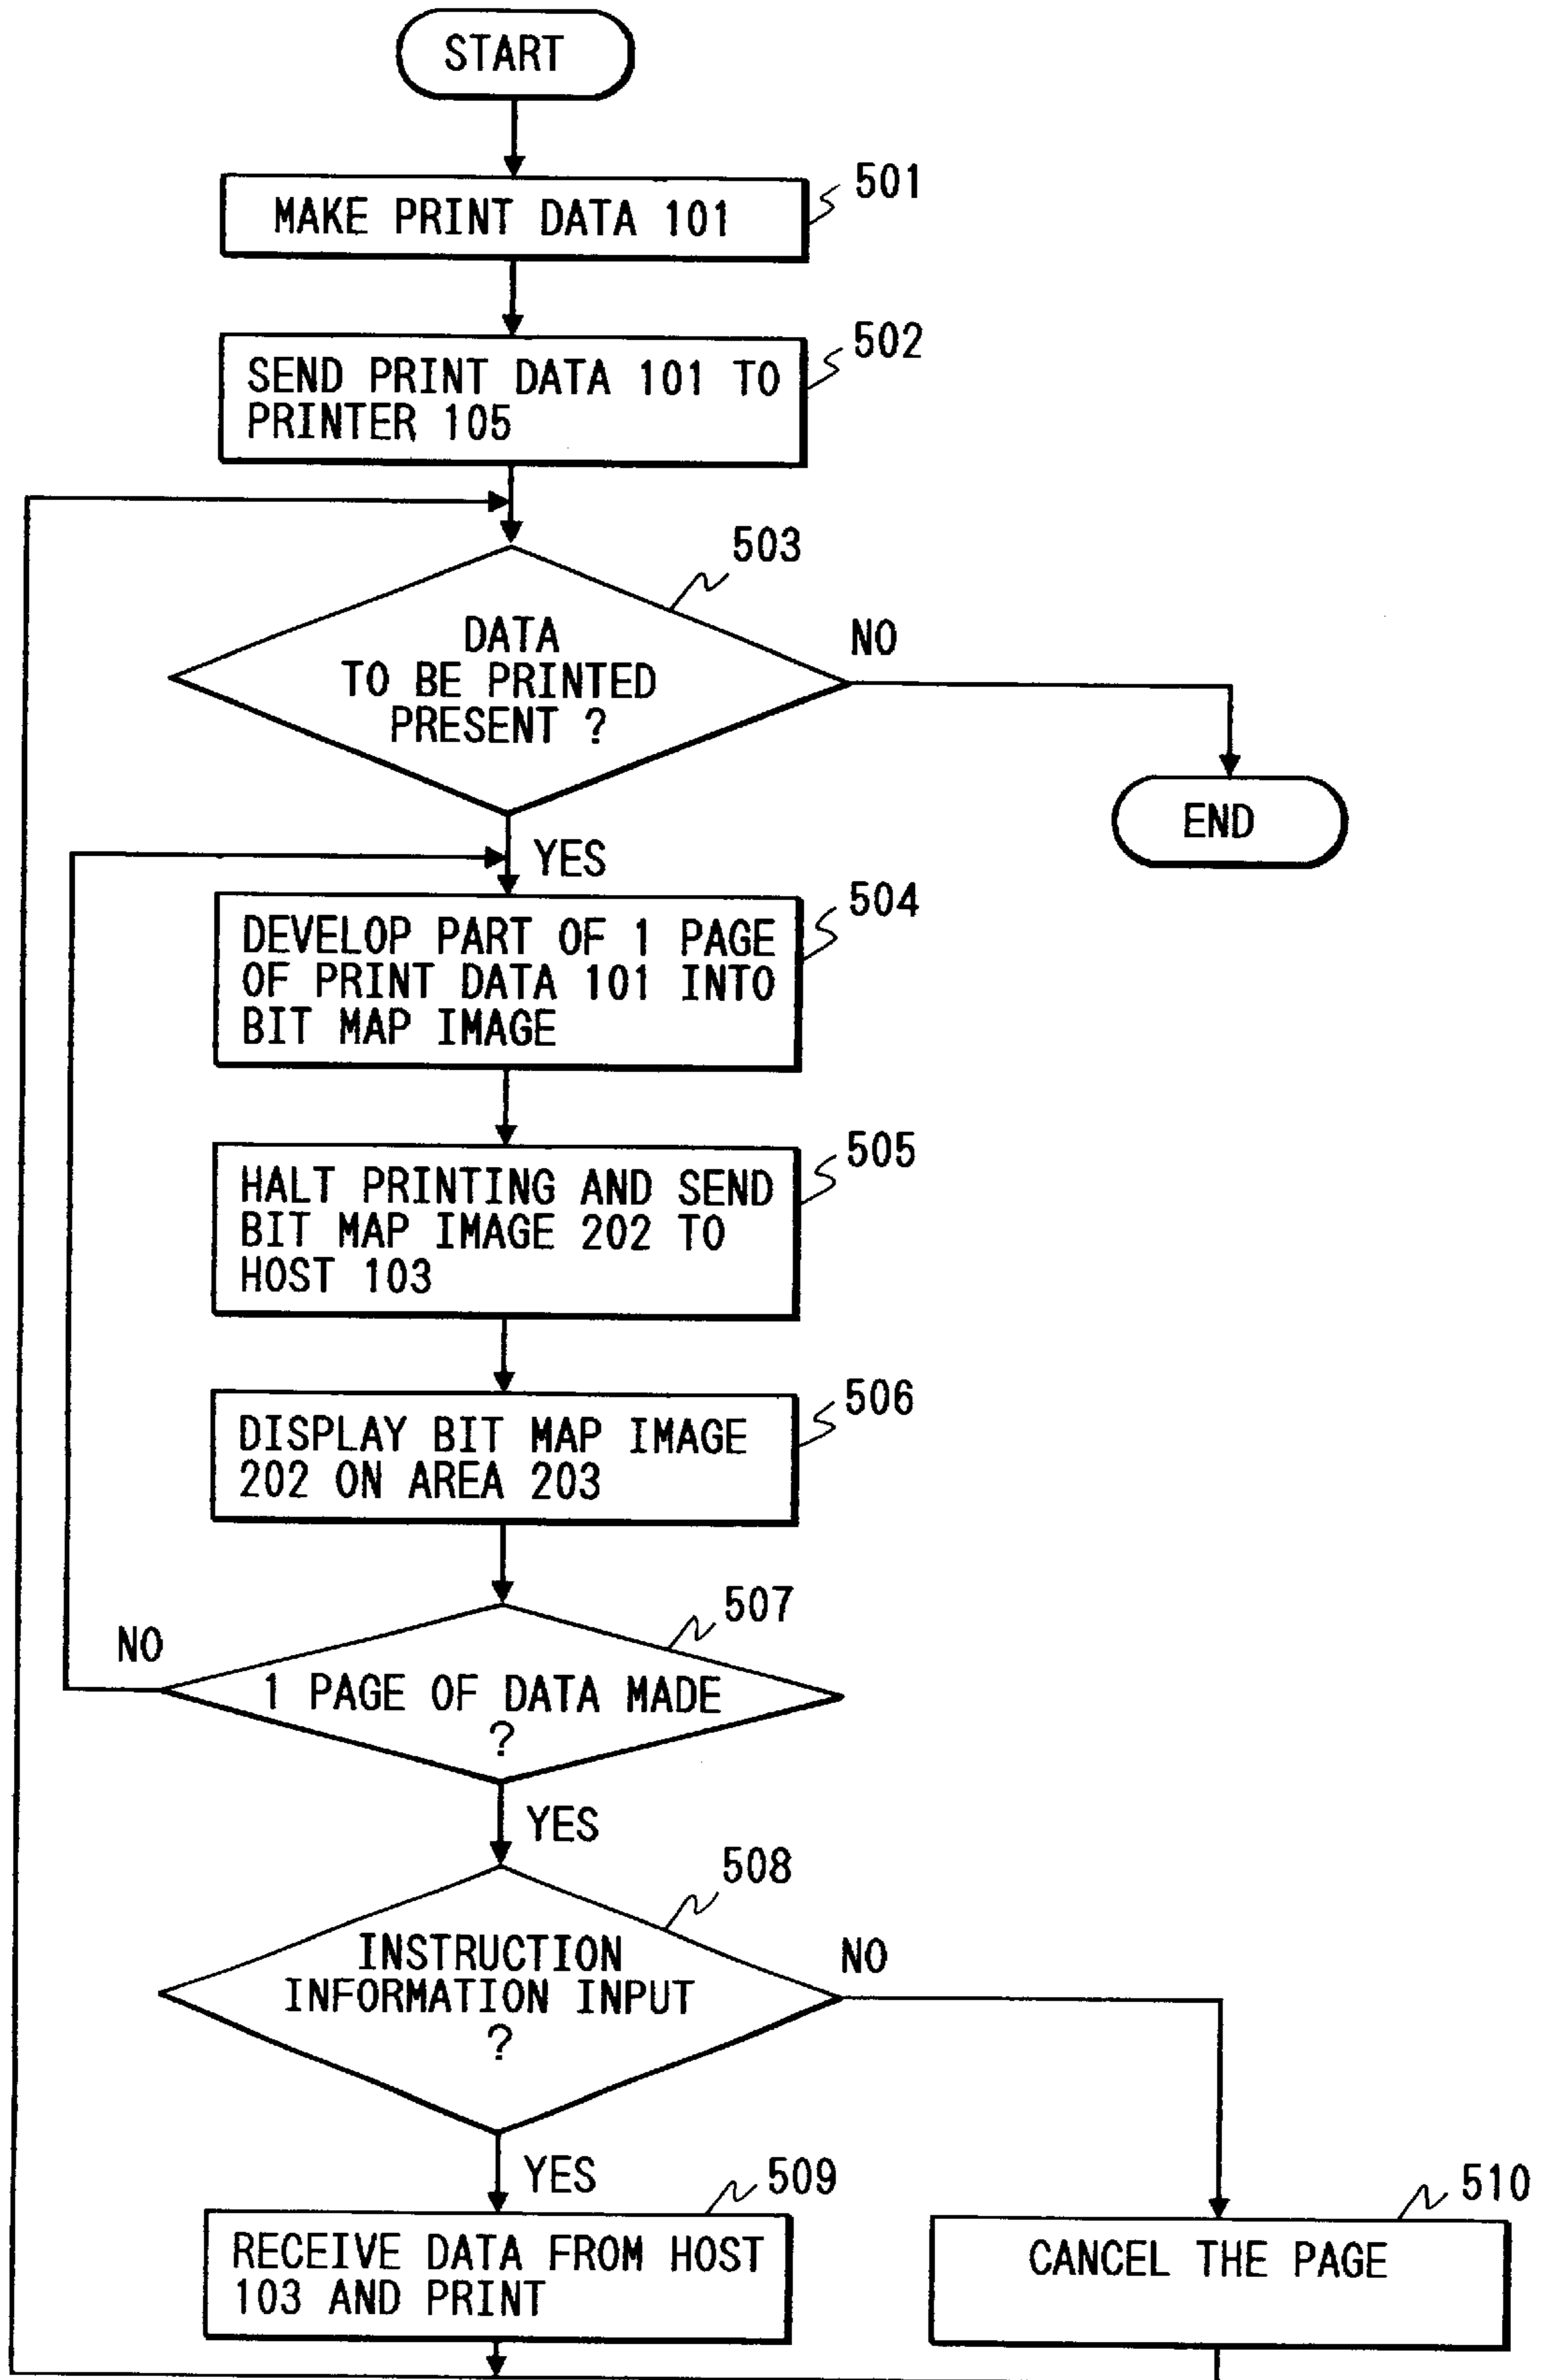 START
501
MAKE PRINT DATA 101
502
SEND PRINT DATA 101 TO
PRINTER 105
503
DATA
TO BE PRINTED
PRESENT ?
NO
END
YES
504
DEVELOP PART OF 1 PAGE
OF PRINT DATA 101 INTO
BIT MAP IMAGE
505
HALT PRINTING AND SEND
BIT MAP IMAGE 202 TO
HOST 103
506
DISPLAY BIT MAP IMAGE
202 ON AREA 203
507
NO
1 PAGE OF DATA MADE
?
YES
508
INSTRUCTION
INFORMATION INPUT
?
NO
YES
509
RECEIVE DATA FROM HOST
103 AND PRINT
510
CANCEL THE PAGE